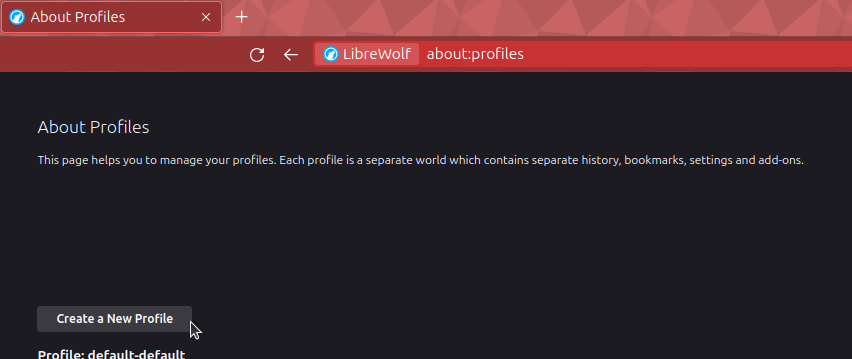 About Profiles
LibreWolf about:profiles
About Profiles
This page helps you to manage your profiles. Each profile is a separate world which contains separate history, bookmarks, settings and add-ons.
Create a New Profile
Profile: default-default